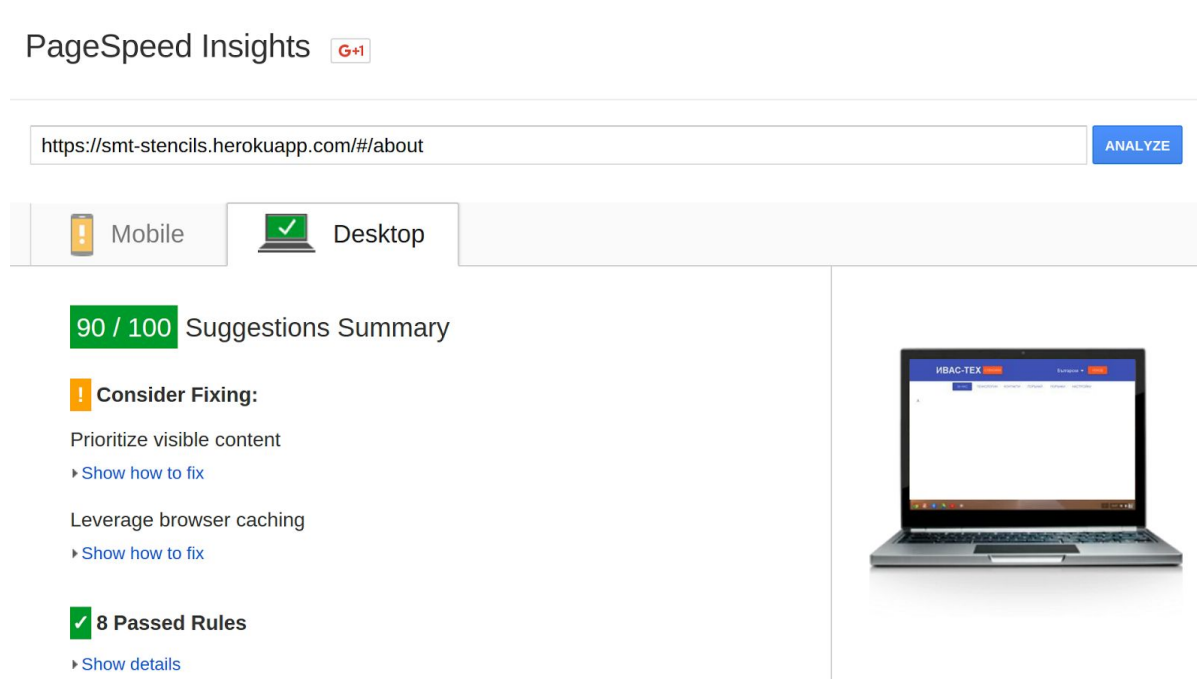 PageSpeed Insights G+1
https://smt-stencils.herokuapp.com/#/about ANALYZE
Mobile Desktop
90 / 100 Suggestions Summary
! Consider Fixing:
Prioritize visible content
Show how to fix
Leverage browser caching
Show how to fix
8 Passed Rules
Show details
ИВАС-ТЕХ